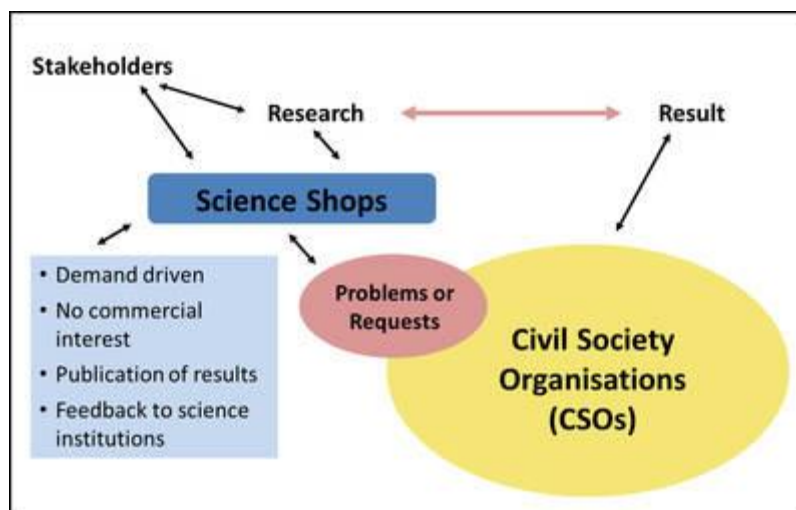 Stakeholders
Research
Result
Science Shops
• Demand driven
• No commercial
interest
• Publication of results
• Feedback to science
institutions
Problems or
Requests
Civil Society
Organisations
(CSOs)